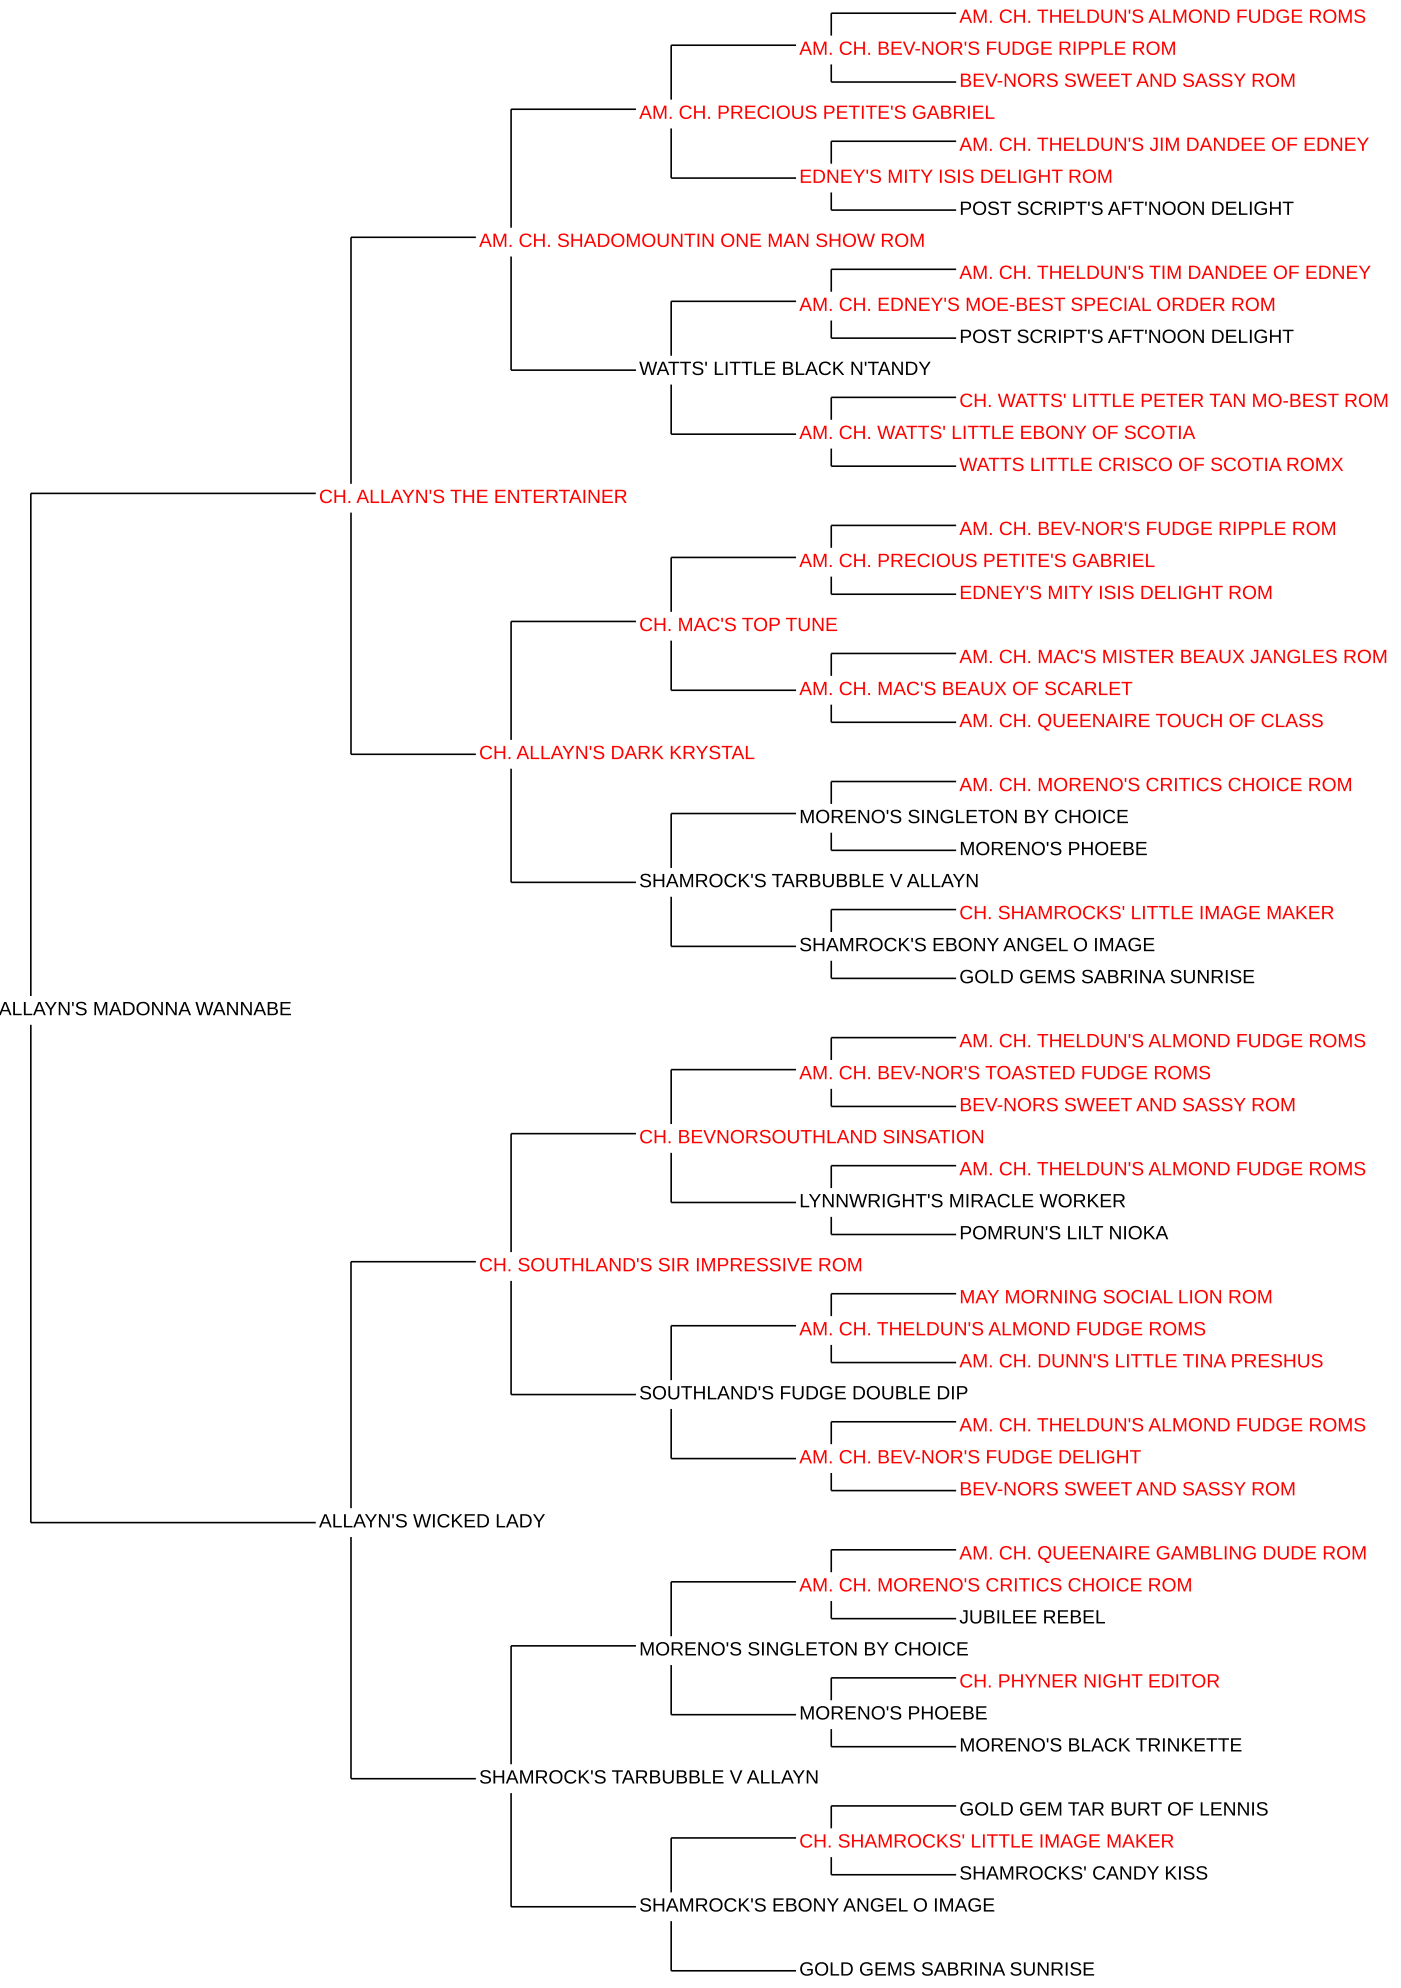 AM. CH. THELDUN'S ALMOND FUDGE ROMS
AM. CH. BEV-NOR'S FUDGE RIPPLE ROM
BEV-NORS SWEET AND SASSY ROM
AM. CH. PRECIOUS PETITE'S GABRIEL
AM. CH. THELDUN'S JIM DANDEE OF EDNEY
EDNEY'S MITY ISIS DELIGHT ROM
POST SCRIPT'S AFT'NOON DELIGHT
AM. CH. SHADOMOUNTIN ONE MAN SHOW ROM
AM. CH. THELDUN'S TIM DANDEE OF EDNEY
AM. CH. EDNEY'S MOE-BEST SPECIAL ORDER ROM
POST SCRIPT'S AFT'NOON DELIGHT
WATTS' LITTLE BLACK N'TANDY
CH. WATTS' LITTLE PETER TAN MO-BEST ROM
AM. CH. WATTS' LITTLE EBONY OF SCOTIA
WATTS LITTLE CRISCO OF SCOTIA ROMX
CH. ALLAYN'S THE ENTERTAINER
AM. CH. BEV-NOR'S FUDGE RIPPLE ROM
AM. CH. PRECIOUS PETITE'S GABRIEL
EDNEY'S MITY ISIS DELIGHT ROM
CH. MAC'S TOP TUNE
AM. CH. MAC'S MISTER BEAUX JANGLES ROM
AM. CH. MAC'S BEAUX OF SCARLET
AM. CH. QUEENAIRE TOUCH OF CLASS
CH. ALLAYN'S DARK KRYSTAL
AM. CH. MORENO'S CRITICS CHOICE ROM
MORENO'S SINGLETON BY CHOICE
MORENO'S PHOEBE
SHAMROCK'S TARBUBBLE V ALLAYN
CH. SHAMROCKS' LITTLE IMAGE MAKER
SHAMROCK'S EBONY ANGEL O IMAGE
GOLD GEMS SABRINA SUNRISE
ALLAYN'S MADONNA WANNABE
AM. CH. THELDUN'S ALMOND FUDGE ROMS
AM. CH. BEV-NOR'S TOASTED FUDGE ROMS
BEV-NORS SWEET AND SASSY ROM
CH. BEVNORSOUTHLAND SINSATION
AM. CH. THELDUN'S ALMOND FUDGE ROMS
LYNNWRIGHT'S MIRACLE WORKER
POMRUN'S LILT NIOKA
CH. SOUTHLAND'S SIR IMPRESSIVE ROM
MAY MORNING SOCIAL LION ROM
AM. CH. THELDUN'S ALMOND FUDGE ROMS
AM. CH. DUNN'S LITTLE TINA PRESHUS
SOUTHLAND'S FUDGE DOUBLE DIP
AM. CH. THELDUN'S ALMOND FUDGE ROMS
AM. CH. BEV-NOR'S FUDGE DELIGHT
BEV-NORS SWEET AND SASSY ROM
ALLAYN'S WICKED LADY
AM. CH. QUEENAIRE GAMBLING DUDE ROM
AM. CH. MORENO'S CRITICS CHOICE ROM
JUBILEE REBEL
MORENO'S SINGLETON BY CHOICE
CH. PHYNER NIGHT EDITOR
MORENO'S PHOEBE
MORENO'S BLACK TRINKETTE
SHAMROCK'S TARBUBBLE V ALLAYN
GOLD GEM TAR BURT OF LENNIS
CH. SHAMROCKS' LITTLE IMAGE MAKER
SHAMROCKS' CANDY KISS
SHAMROCK'S EBONY ANGEL O IMAGE
GOLD GEMS SABRINA SUNRISE